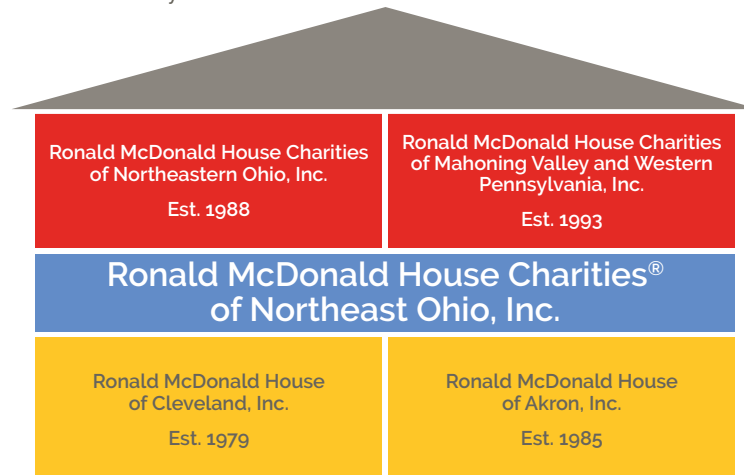 Ronald McDonald House Charities
of Northeastern Ohio, Inc.
Est. 1988
Ronald McDonald House Charities
of Mahoning Valley and Western
Pennsylvania, Inc.
Est. 1993
Ronald McDonald House Charities®
of Northeast Ohio, Inc.
Ronald McDonald House
of Cleveland, Inc.
Est. 1979
Ronald McDonald House
of Akron, Inc.
Est. 1985